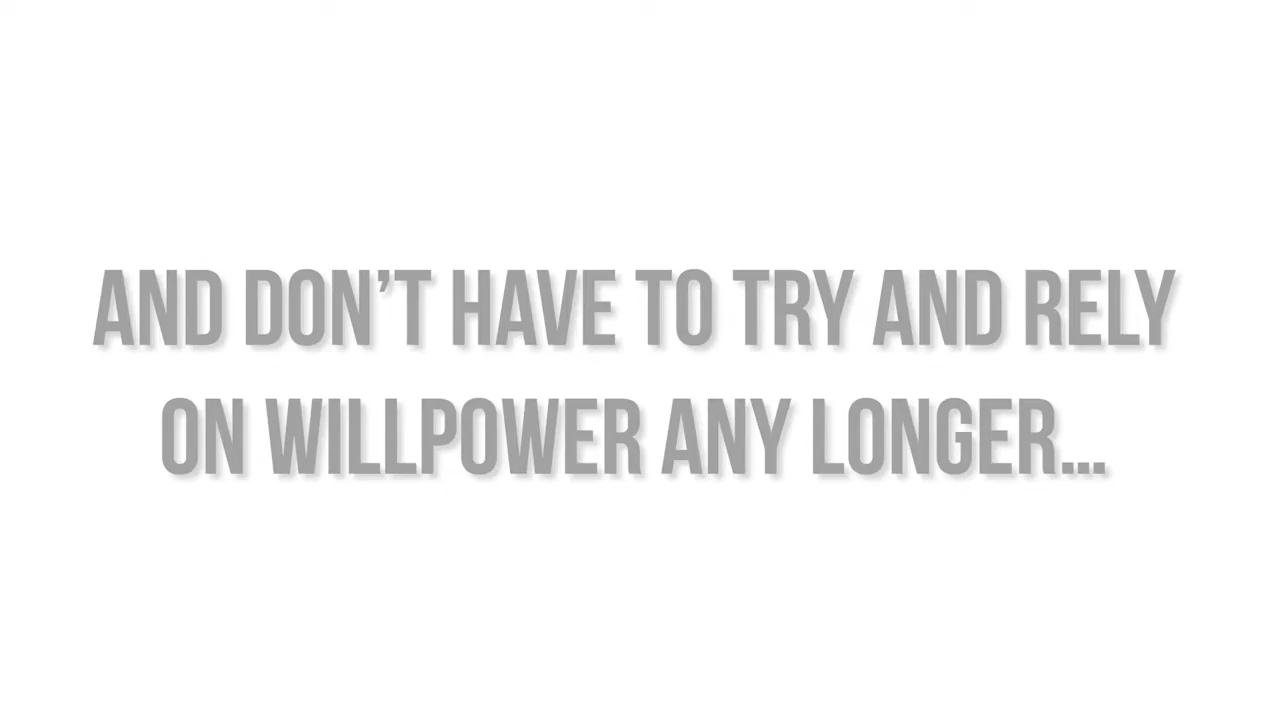 AND DON’T HAVE TO TRY AND RELY
ON WILLPOWER ANY LONGER...